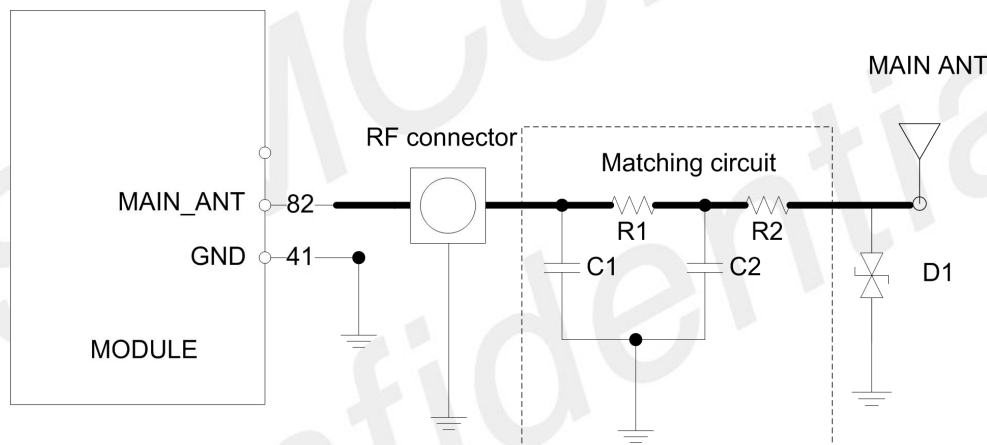 MAIN ANT
RF connector
Matching circuit
MAIN_ANT
82
R1
R2
GND
41
C1
C2
D1
MODULE